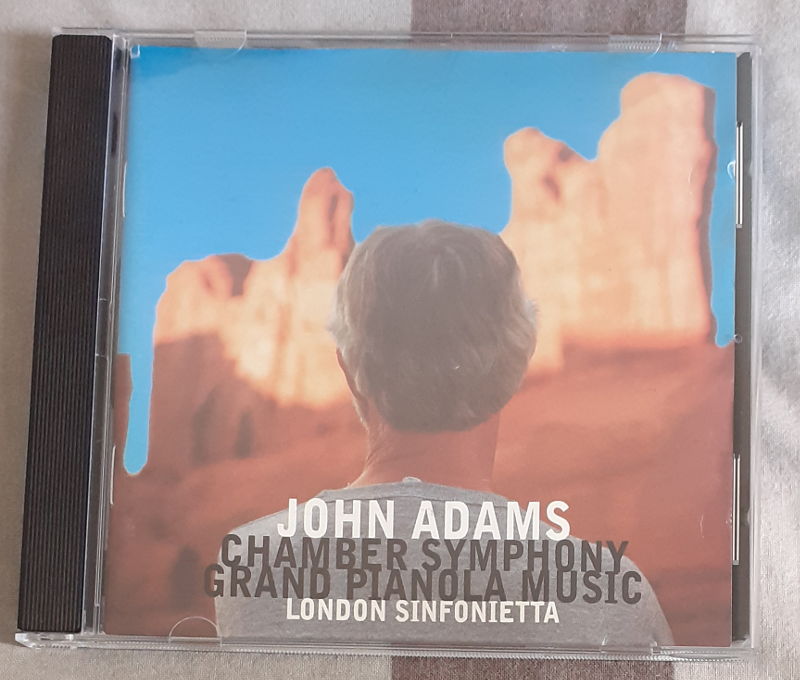 JOHN ADAMS
CHAMBER SYMPHONY
GRAND PIANOLA MUSIC
LONDON SINFONIETTA